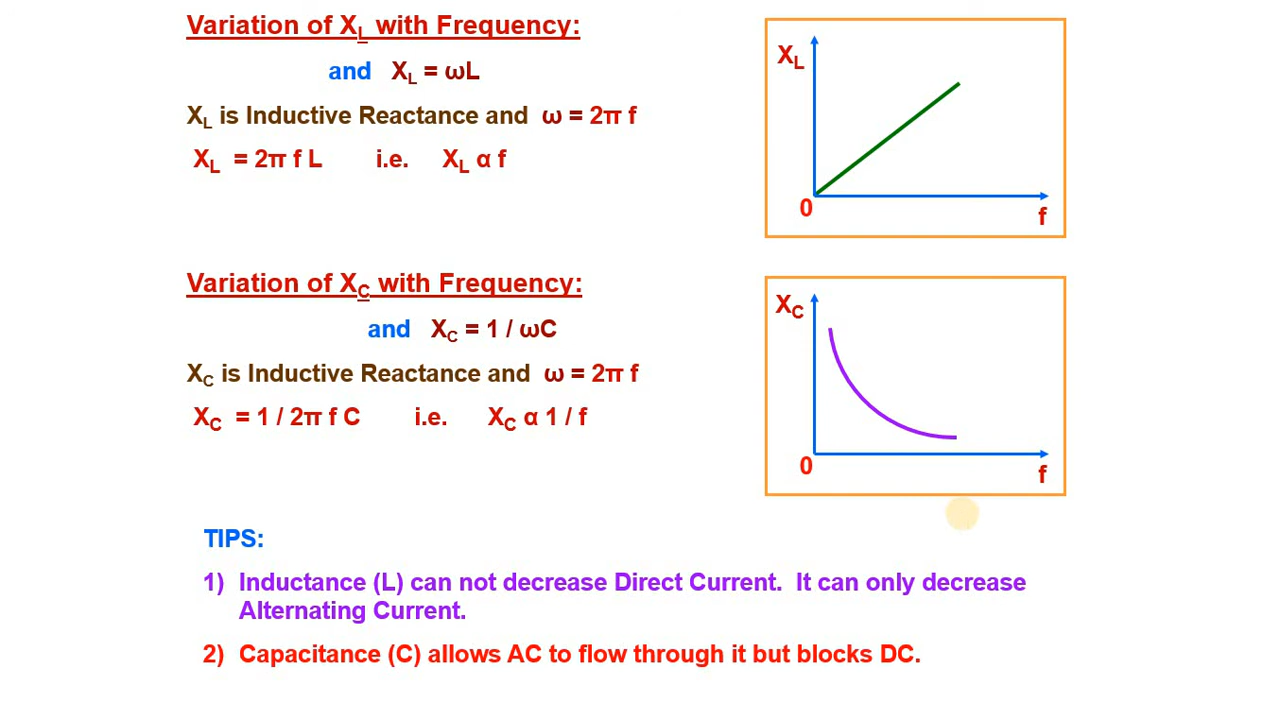 Variation of XL with Frequency:
and XL = ωL
XL is Inductive Reactance and ω = 2π f
XL = 2π f L i.e. XL α f
XL
0
f
Variation of XC with Frequency:
and XC = 1 / ωC
XC is Inductive Reactance and ω = 2π f
XC = 1 / 2π f C i.e. XC α 1 / f
XC
0
f
TIPS:
1) Inductance (L) can not decrease Direct Current. It can only decrease
Alternating Current.
2) Capacitance (C) allows AC to flow through it but blocks DC.